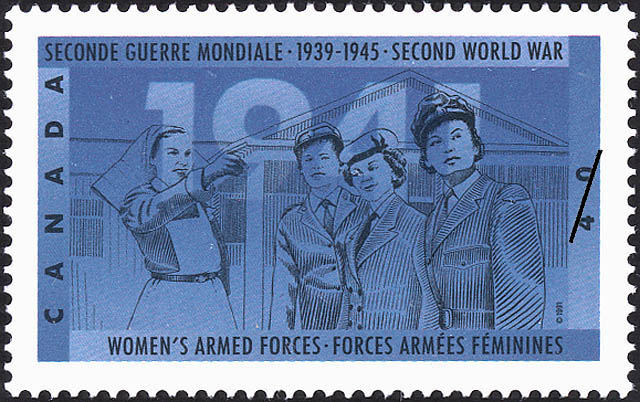 SECONDE GUERRE MONDIALE · 1939-1945 · SECOND WORLD WAR
1941
CANADA
40
© 1991
WOMEN'S ARMED FORCES · FORCES ARMÉES FÉMININES